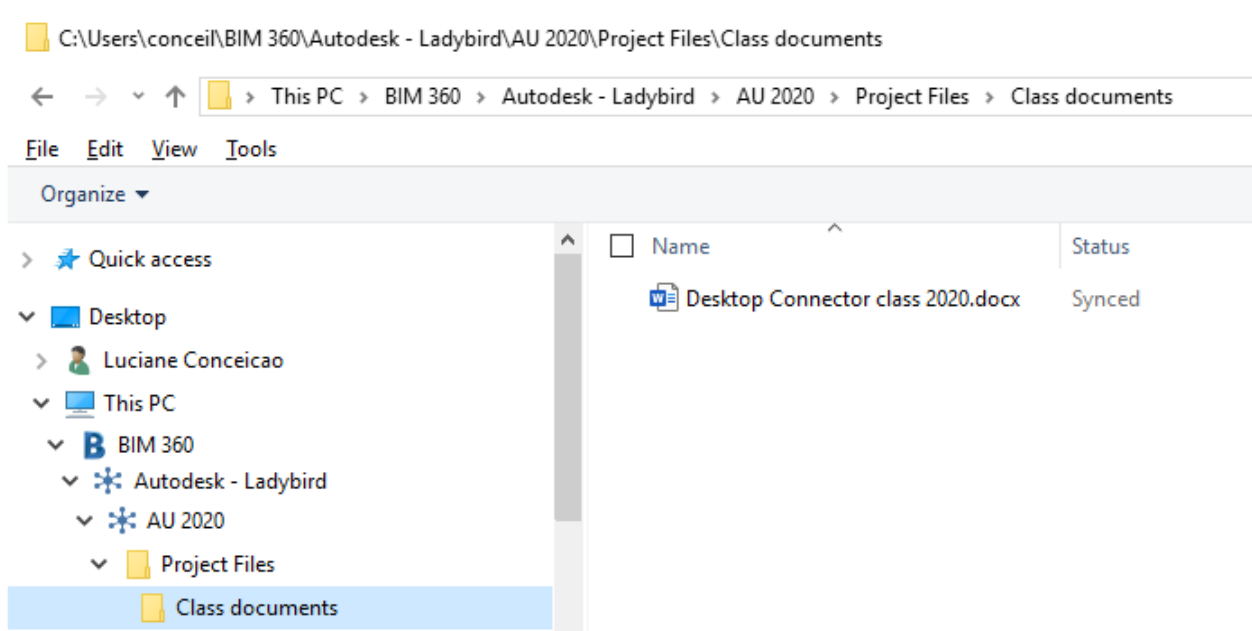 C:\Users\conceil\BIM 360\Autodesk - Ladybird\AU 2020\Project Files\Class documents
This PC > BIM 360 > Autodesk - Ladybird > AU 2020 > Project Files > Class documents
File Edit View Tools
Organize
Name Status
Quick access
Desktop Connector class 2020.docx Synced
Desktop
Luciane Conceicao
This PC
BIM 360
Autodesk - Ladybird
AU 2020
Project Files
Class documents